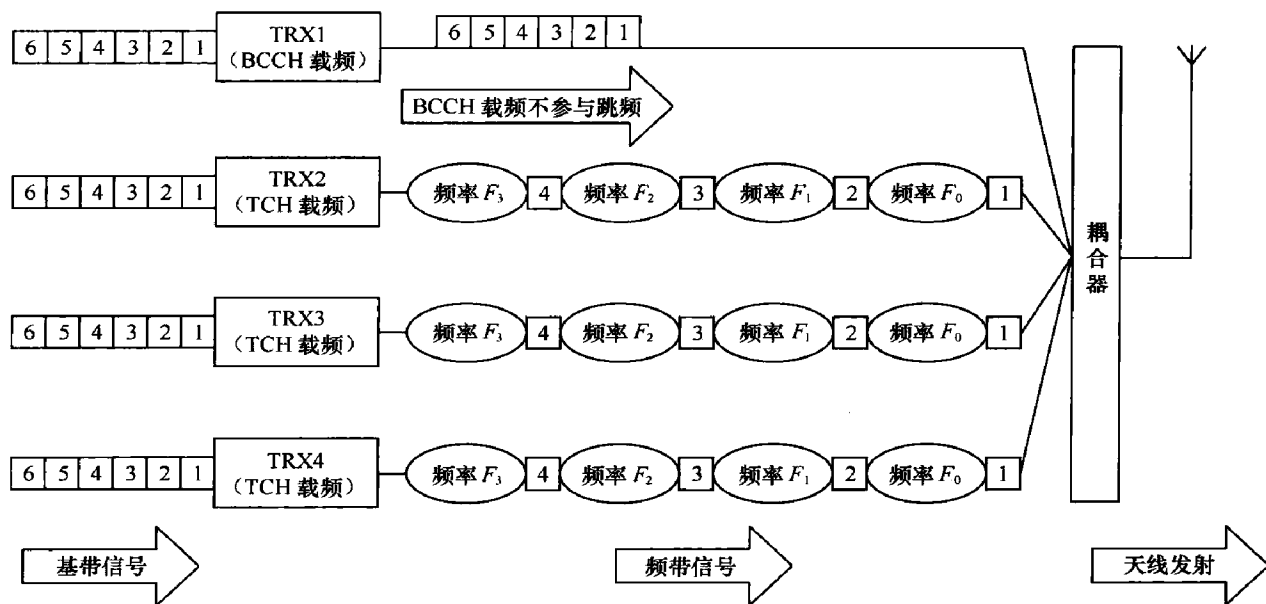 6 5 4 3 2 1
TRX1
(BCCH 载频)
6 5 4 3 2 1
BCCH 载频不参与跳频
6 5 4 3 2 1
TRX2
(TCH 载频)
频率 F₃ 4 频率 F₂ 3 频率 F₁ 2 频率 F₀ 1
6 5 4 3 2 1
TRX3
(TCH 载频)
频率 F₃ 4 频率 F₂ 3 频率 F₁ 2 频率 F₀ 1
6 5 4 3 2 1
TRX4
(TCH 载频)
频率 F₃ 4 频率 F₂ 3 频率 F₁ 2 频率 F₀ 1
耦合器
基带信号
频带信号
天线发射